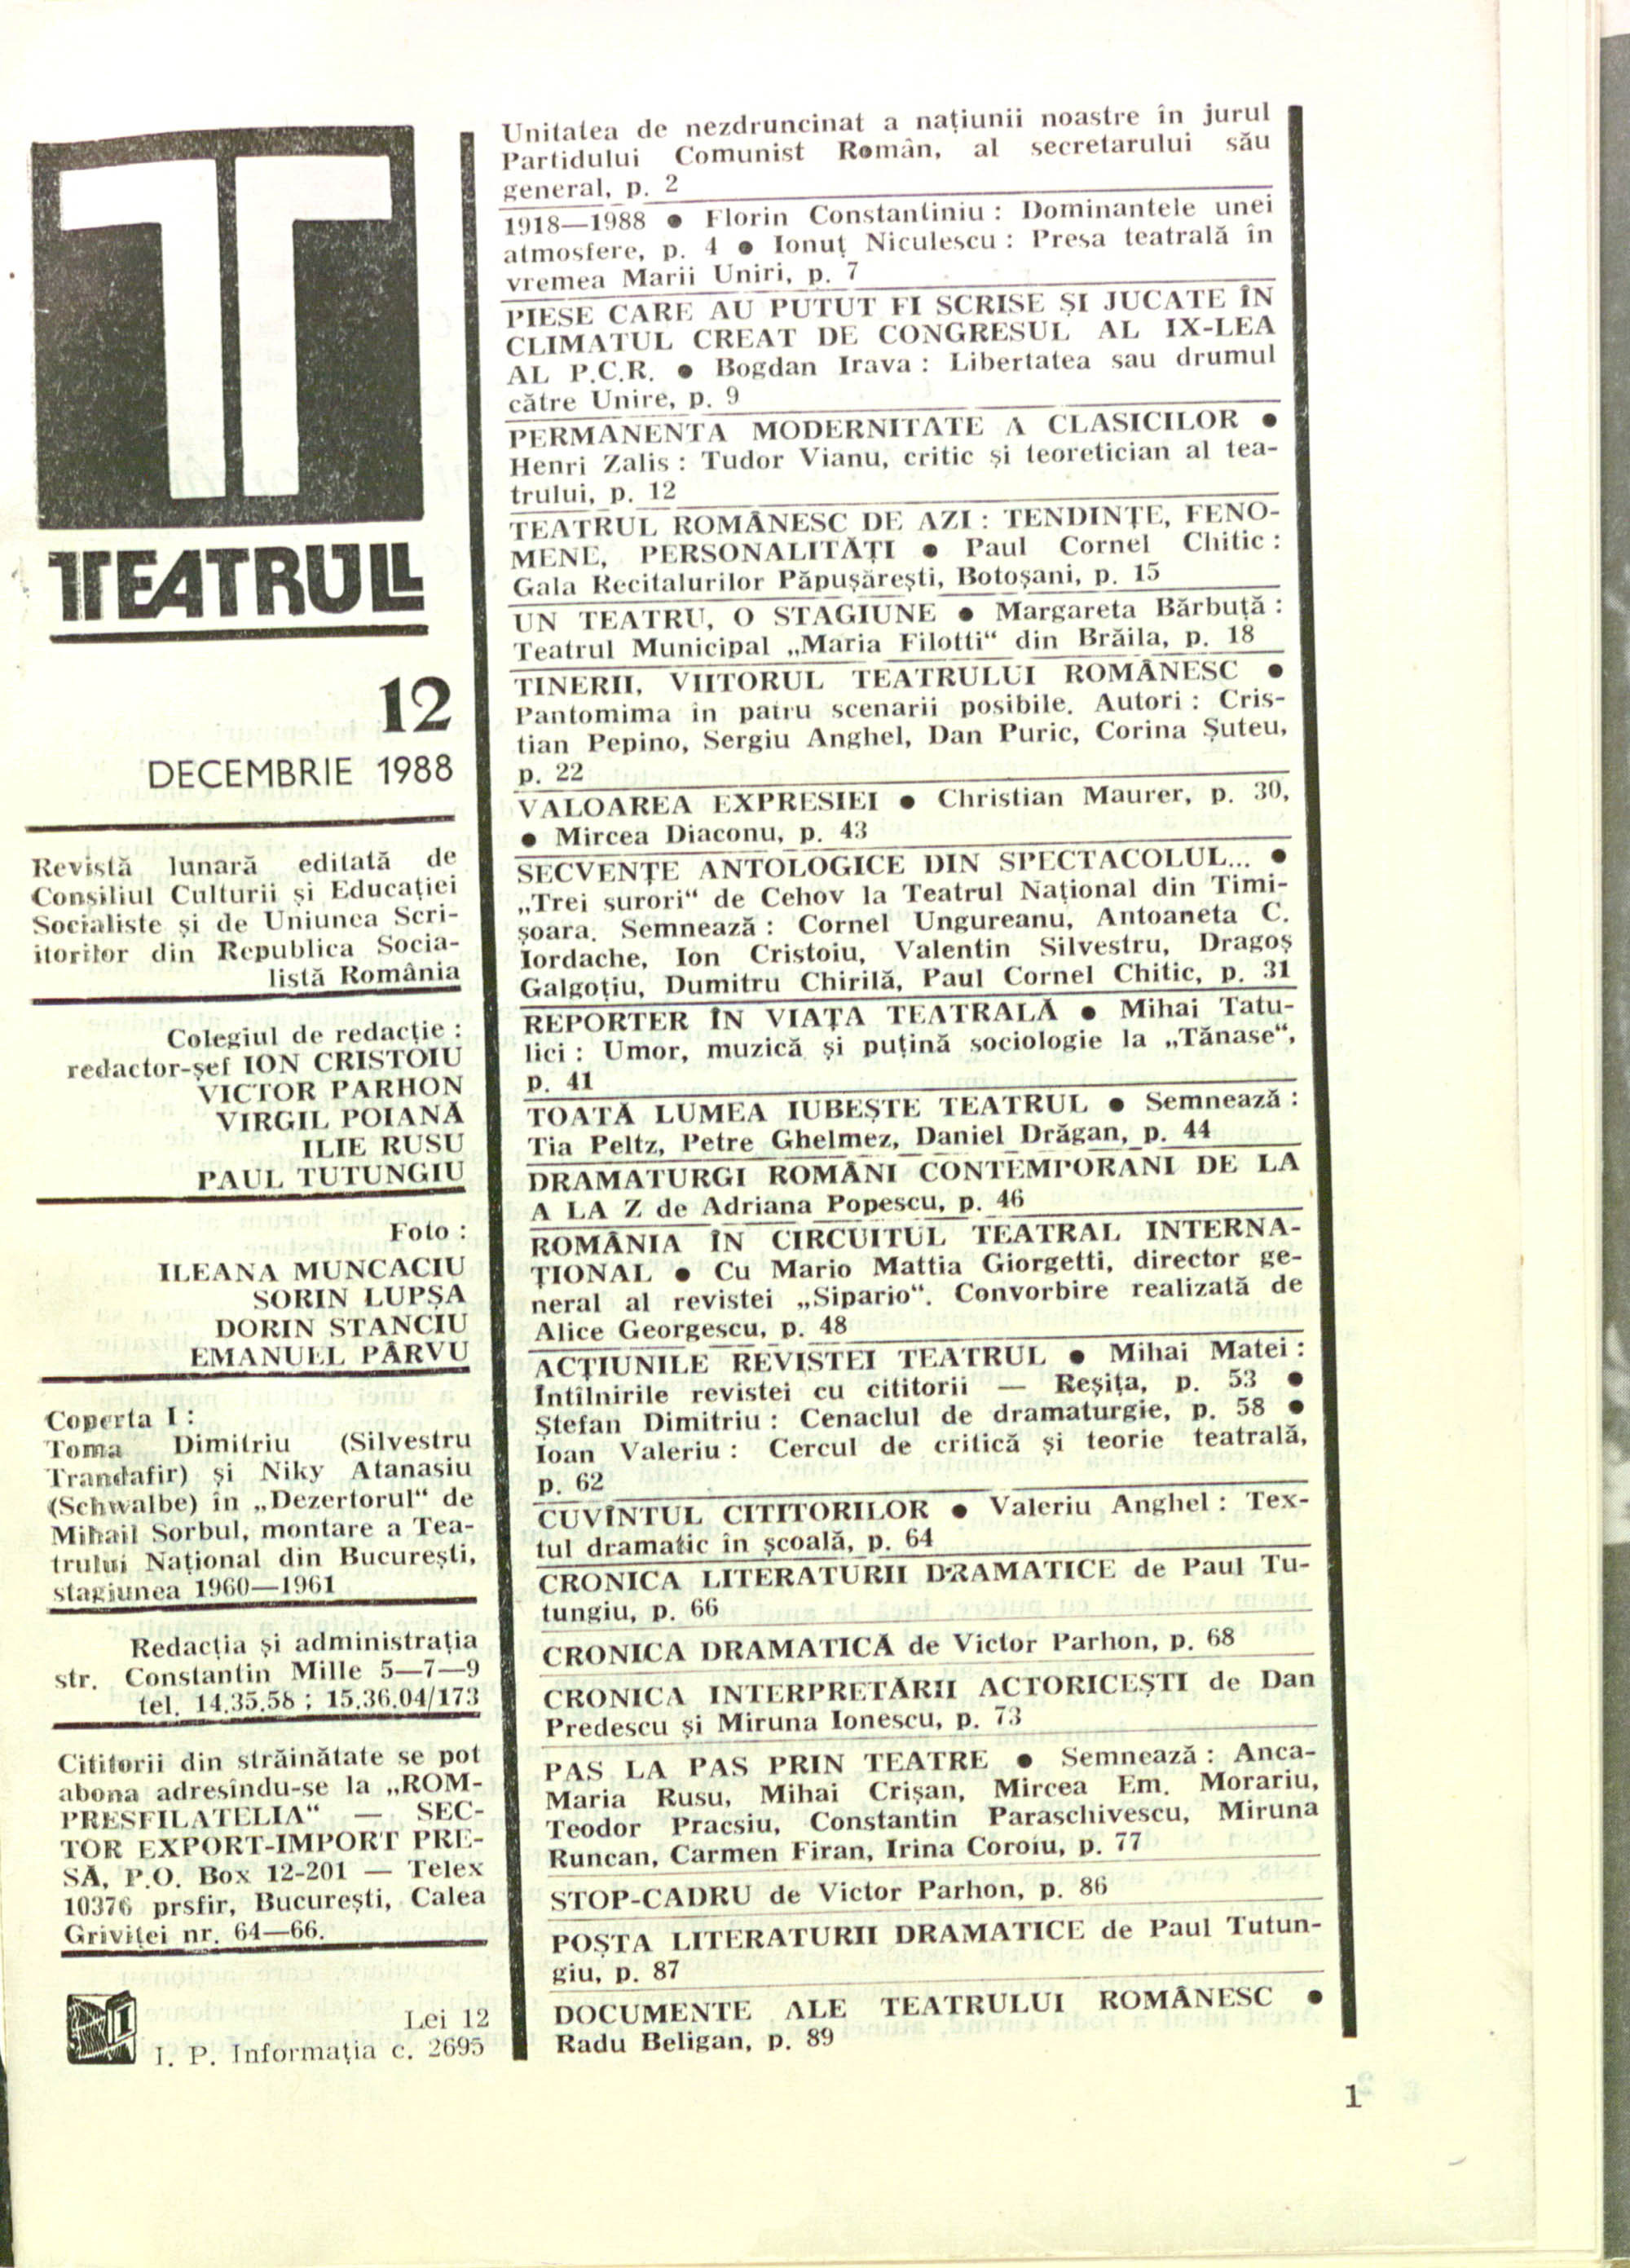 TEATRUL
12
DECEMBRIE 1988
Revistă lunară editată de
Consiliul Culturii și Educației
Socialiste și de Uniunea Scri-
itorilor din Republica Socia-
listă România
Colegiul de redacție :
redactor-șef ION CRISTOIU
VICTOR PARHON
VIRGIL POIANĂ
ILIE RUSU
PAUL TUTUNGIU
Foto :
ILEANA MUNCACIU
SORIN LUPȘA
DORIN STANCIU
EMANUEL PÂRVU
Coperta I :
Toma Dimitriu (Silvestru
Trandafir) și Niky Atanasiu
(Schwalbe) în „Dezertorul“ de
Mihail Sorbul, montare a Tea-
trului Național din București,
stagiunea 1960—1961
Redacția și administrația
str. Constantin Mille 5—7—9
tel. 14.35.58 ; 15.36.04/173
Cititorii din străinătate se pot
abona adresîndu-se la „ROM-
PRESFILATELIA“ — SEC-
TOR EXPORT-IMPORT PRE-
SĂ, P.O. Box 12-201 — Telex
10376 prsfir, București, Calea
Griviței nr. 64—66.
Lei 12
I. P. Informația c. 2695
Unitatea de nezdruncinat a națiunii noastre în jurul
Partidului Comunist Român, al secretarului său
general, p. 2
1918—1988 ● Florin Constantiniu : Dominantele unei
atmosfere, p. 4 ● Ionuț Niculescu : Presa teatrală în
vremea Marii Uniri, p. 7
PIESE CARE AU PUTUT FI SCRISE ȘI JUCATE ÎN
CLIMATUL CREAT DE CONGRESUL AL IX-LEA
AL P.C.R. ● Bogdan Irava : Libertatea sau drumul
către Unire, p. 9
PERMANENTA MODERNITATE A CLASICILOR ●
Henri Zalis : Tudor Vianu, critic și teoretician al tea-
trului, p. 12
TEATRUL ROMÂNESC DE AZI : TENDINȚE, FENO-
MENE, PERSONALITĂȚI ● Paul Cornel Chitic :
Gala Recitalurilor Păpușărești, Botoșani, p. 15
UN TEATRU, O STAGIUNE ● Margareta Bărbuță :
Teatrul Municipal „Maria Filotti“ din Brăila, p. 18
TINERII, VIITORUL TEATRULUI ROMÂNESC ●
Pantomima în patru scenarii posibile. Autori : Cris-
tian Pepino, Sergiu Anghel, Dan Puric, Corina Șuteu,
p. 22
VALOAREA EXPRESIEI ● Christian Maurer, p. 30,
● Mircea Diaconu, p. 43
SECVENȚE ANTOLOGICE DIN SPECTACOLUL... ●
„Trei surori“ de Cehov la Teatrul Național din Timi-
șoara. Semnează : Cornel Ungureanu, Antoaneta C.
Iordache, Ion Cristoiu, Valentin Silvestru, Dragoș
Galgoțiu, Dumitru Chirilă, Paul Cornel Chitic, p. 31
REPORTER ÎN VIAȚA TEATRALĂ ● Mihai Tatu-
lici : Umor, muzică și puțină sociologie la „Tănase“,
p. 41
TOATĂ LUMEA IUBEȘTE TEATRUL ● Semnează :
Tia Peltz, Petre Ghelmez, Daniel Drăgan, p. 44
DRAMATURGI ROMÂNI CONTEMPORANI DE LA
A LA Z de Adriana Popescu, p. 46
ROMÂNIA ÎN CIRCUITUL TEATRAL INTERNA-
ȚIONAL ● Cu Mario Mattia Giorgetti, director ge-
neral al revistei „Sipario“. Convorbire realizată de
Alice Georgescu, p. 48
ACȚIUNILE REVISTEI TEATRUL ● Mihai Matei :
Întîlnirile revistei cu cititorii — Reșița, p. 53 ●
Ștefan Dimitriu : Cenaclul de dramaturgie, p. 58 ●
Ioan Valeriu : Cercul de critică și teorie teatrală,
p. 62
CUVÎNTUL CITITORILOR ● Valeriu Anghel : Tex-
tul dramatic în școală, p. 64
CRONICA LITERATURII DRAMATICE de Paul Tu-
tungiu, p. 66
CRONICA DRAMATICĂ de Victor Parhon, p. 68
CRONICA INTERPRETĂRII ACTORICEȘTI de Dan
Predescu și Miruna Ionescu, p. 73
PAS LA PAS PRIN TEATRE ● Semnează : Anca-
Maria Rusu, Mihai Crișan, Mircea Em. Morariu,
Teodor Pracsiu, Constantin Paraschivescu, Miruna
Runcan, Carmen Firan, Irina Coroiu, p. 77
STOP-CADRU de Victor Parhon, p. 86
POȘTA LITERATURII DRAMATICE de Paul Tutun-
giu, p. 87
DOCUMENTE ALE TEATRULUI ROMÂNESC ●
Radu Beligan, p. 89
1